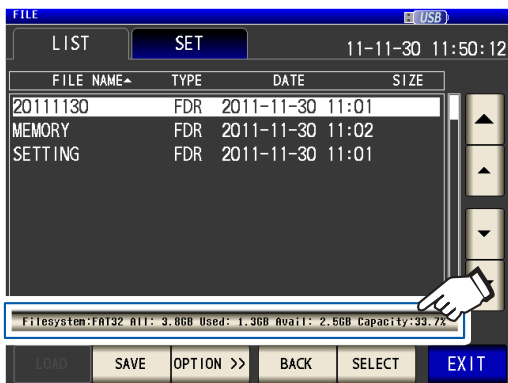 FILE USB
LIST SET 11-11-30 11:50:12
FILE NAME TYPE DATE SIZE
20111130 FDR 2011-11-30 11:01
MEMORY FDR 2011-11-30 11:02
SETTING FDR 2011-11-30 11:01
Filesystem:FAT32 All: 3.8GB Used: 1.3GB Avail: 2.5GB Capacity:33.7%
LOAD SAVE OPTION >> BACK SELECT EXIT